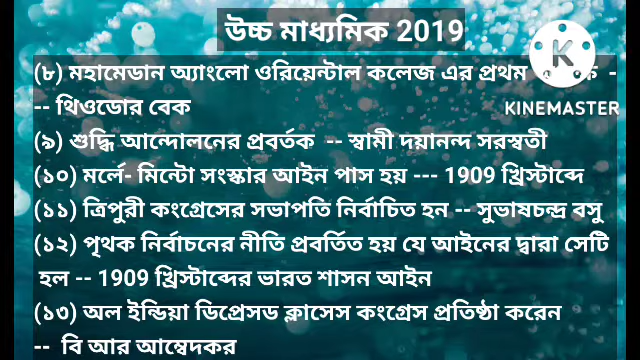 উচ্চ মাধ্যমিক 2019
(৮) মহামেডান অ্যাংলো ওরিয়েন্টাল কলেজ এর প্রথম -
-- থিওডোর বেক
(৯) শুদ্ধি আন্দোলনের প্রবর্তক -- স্বামী দয়ানন্দ সরস্বতী
(১০) মর্লে- মিন্টো সংস্কার আইন পাস হয় --- 1909 খ্রিস্টাব্দে
(১১) ত্রিপুরী কংগ্রেসের সভাপতি নির্বাচিত হন -- সুভাষচন্দ্র বসু
(১২) পৃথক নির্বাচনের নীতি প্রবর্তিত হয় যে আইনের দ্বারা সেটি
হল -- 1909 খ্রিস্টাব্দের ভারত শাসন আইন
(১৩) অল ইন্ডিয়া ডিপ্রেসড ক্লাসেস কংগ্রেস প্রতিষ্ঠা করেন
-- বি আর আম্বেদকর
K
KINEMASTER